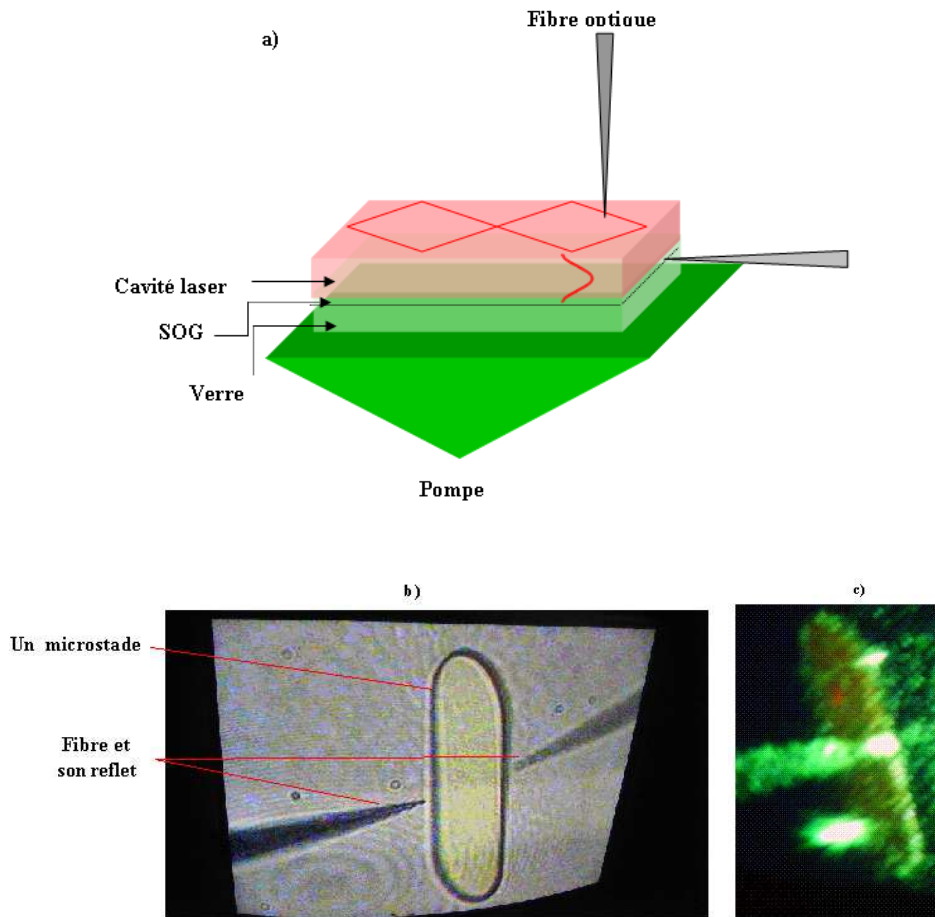 Fibre optique
a)
Cavité laser
SOG
Verre
Pompe
b)
c)
Un microstade
Fibre et
son reflet